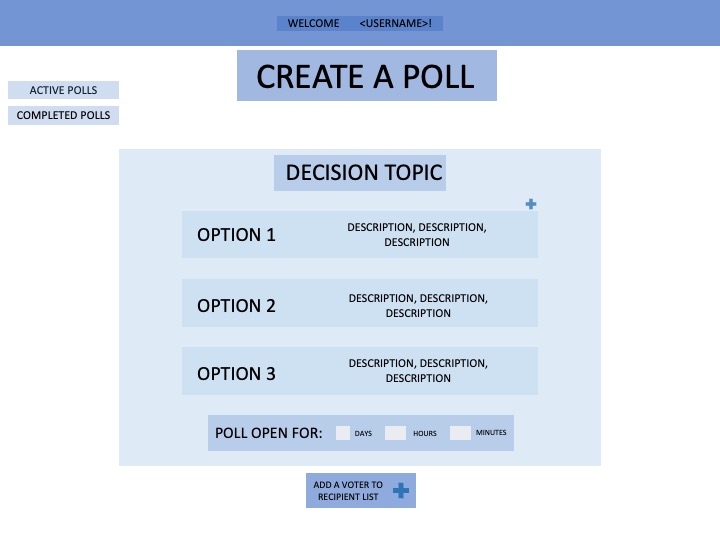 WELCOME <USERNAME>!
CREATE A POLL
ACTIVE POLLS
COMPLETED POLLS
DECISION TOPIC
OPTION 1
DESCRIPTION, DESCRIPTION,
DESCRIPTION
OPTION 2
DESCRIPTION, DESCRIPTION,
DESCRIPTION
OPTION 3
DESCRIPTION, DESCRIPTION,
DESCRIPTION
POLL OPEN FOR: DAYS HOURS MINUTES
ADD A VOTER TO
RECIPIENT LIST